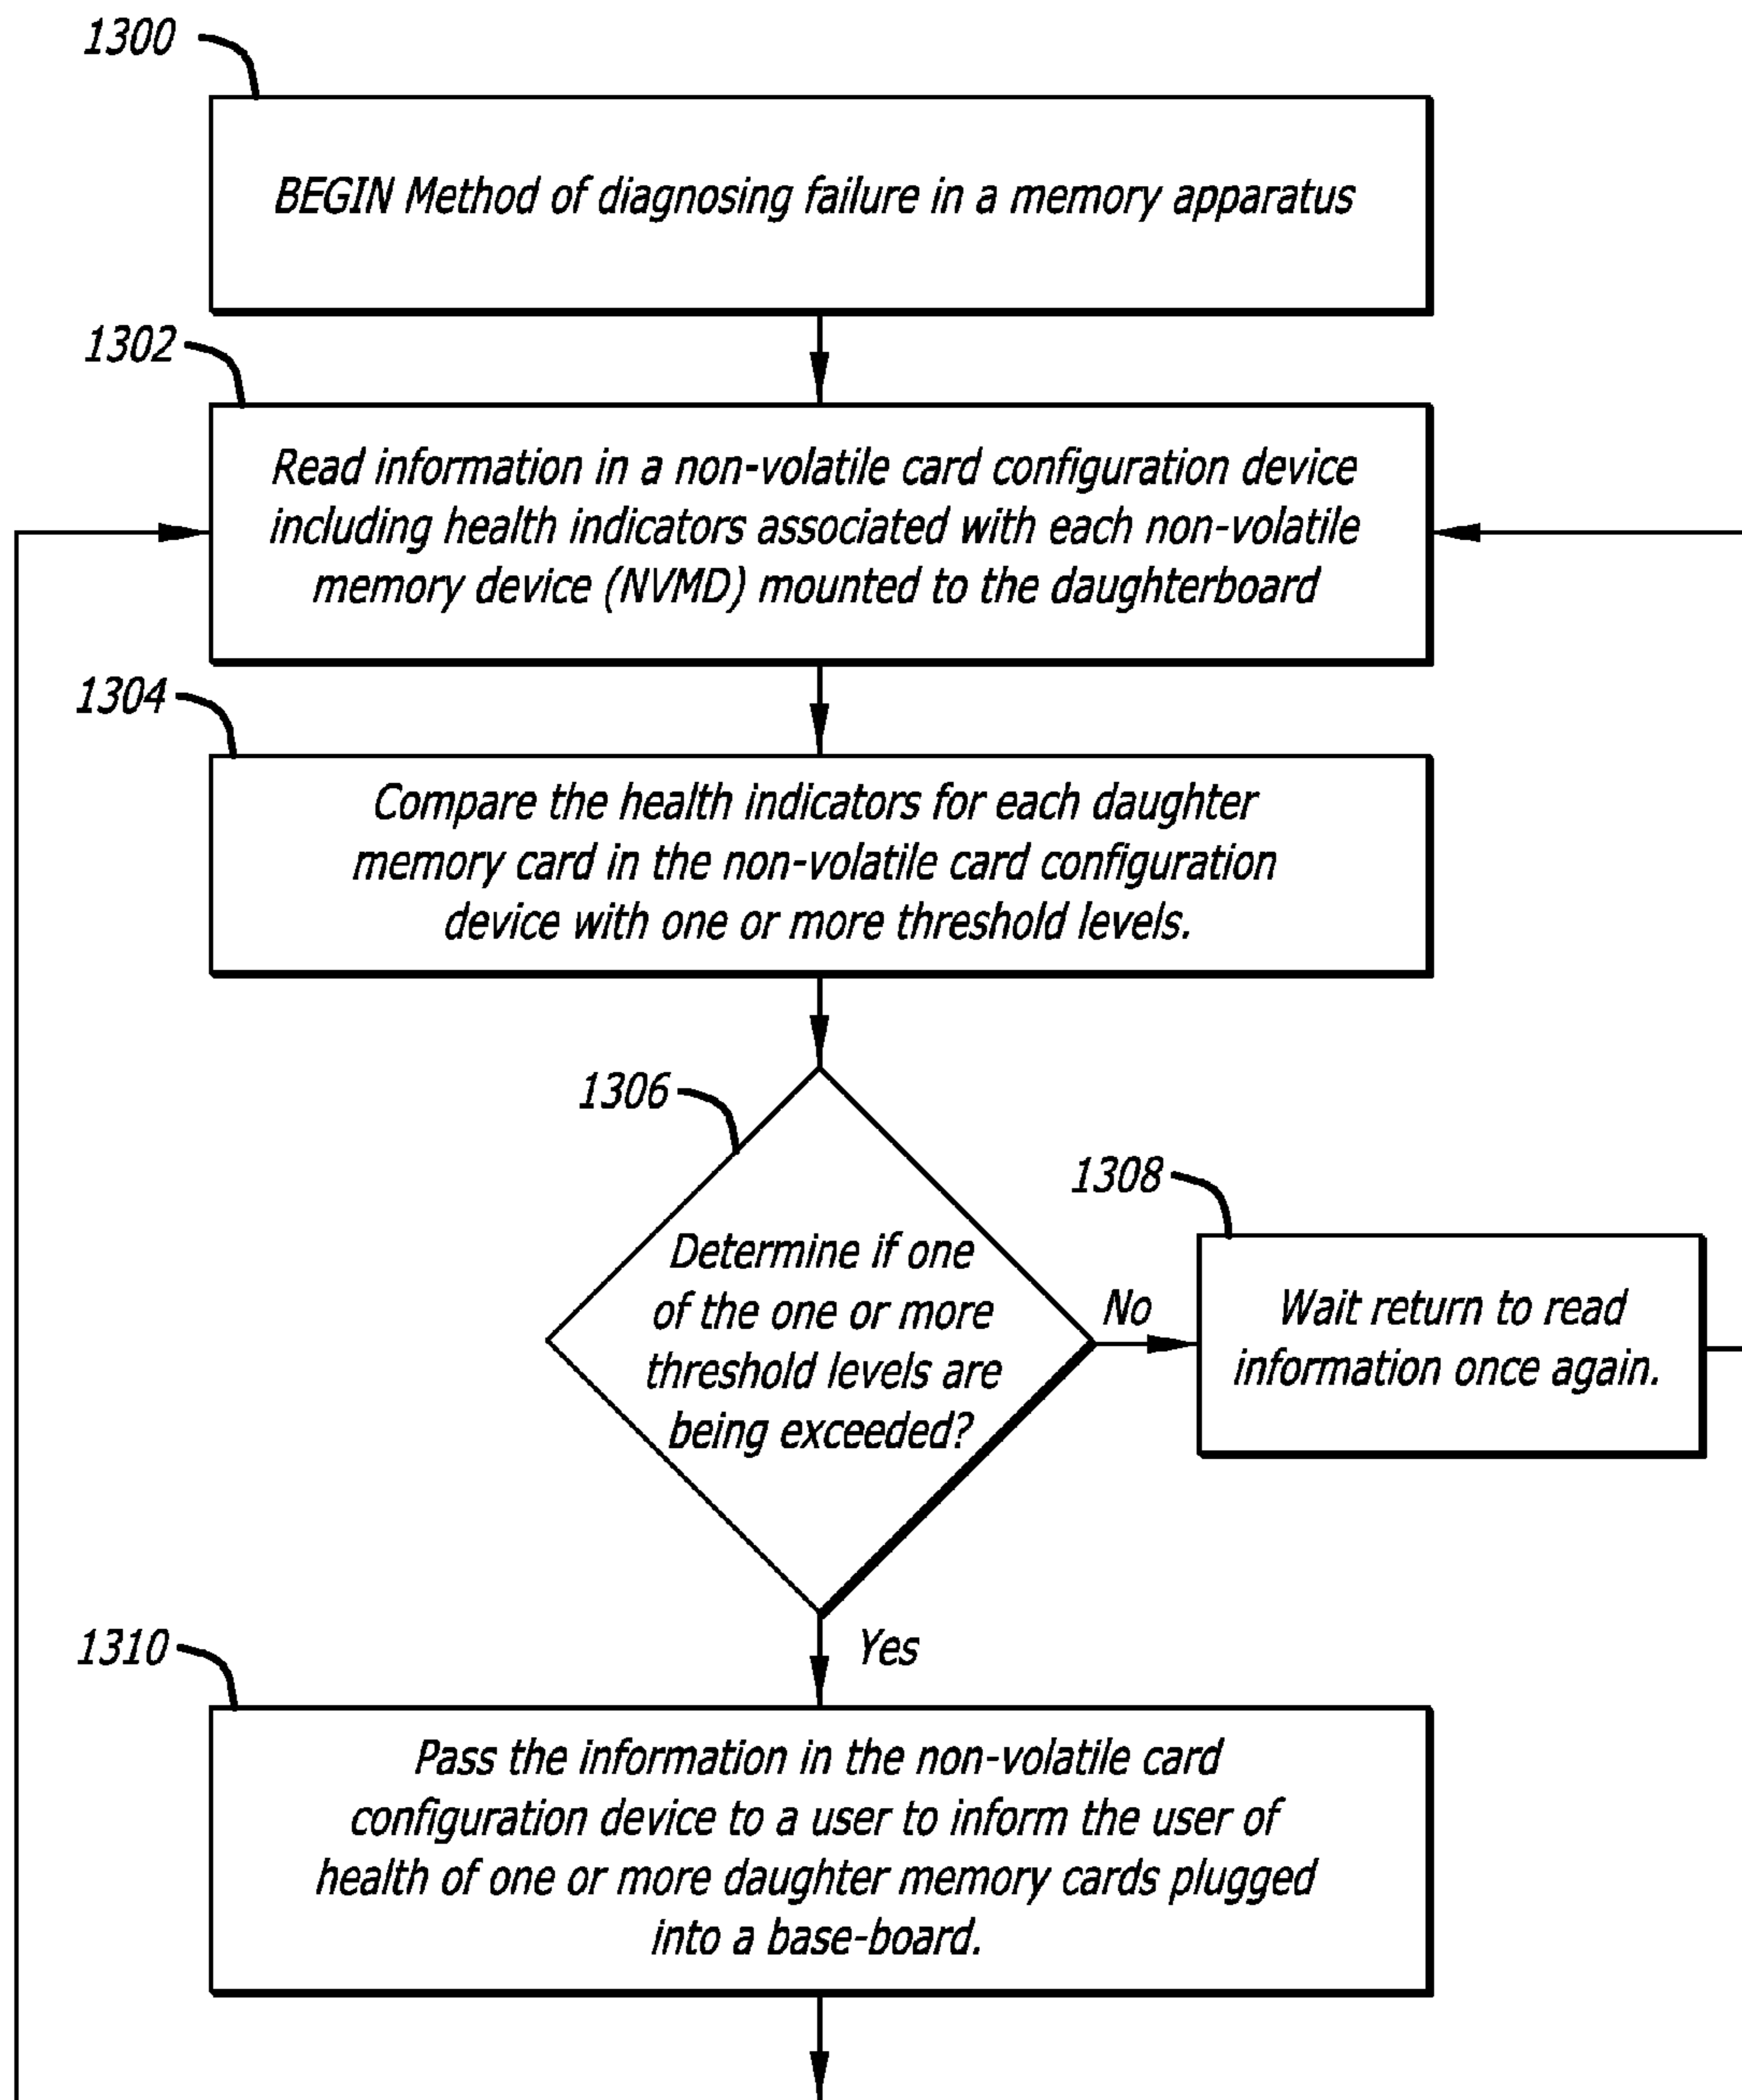 1300
BEGIN Method of diagnosing failure in a memory apparatus
1302
Read information in a non-volatile card configuration device
including health indicators associated with each non-volatile
memory device (NVMD) mounted to the daughterboard
1304
Compare the health indicators for each daughter
memory card in the non-volatile card configuration
device with one or more threshold levels.
1306
Determine if one
of the one or more
threshold levels are
being exceeded?
No
1308
Wait return to read
information once again.
Yes
1310
Pass the information in the non-volatile card
configuration device to a user to inform the user of
health of one or more daughter memory cards plugged
into a base-board.